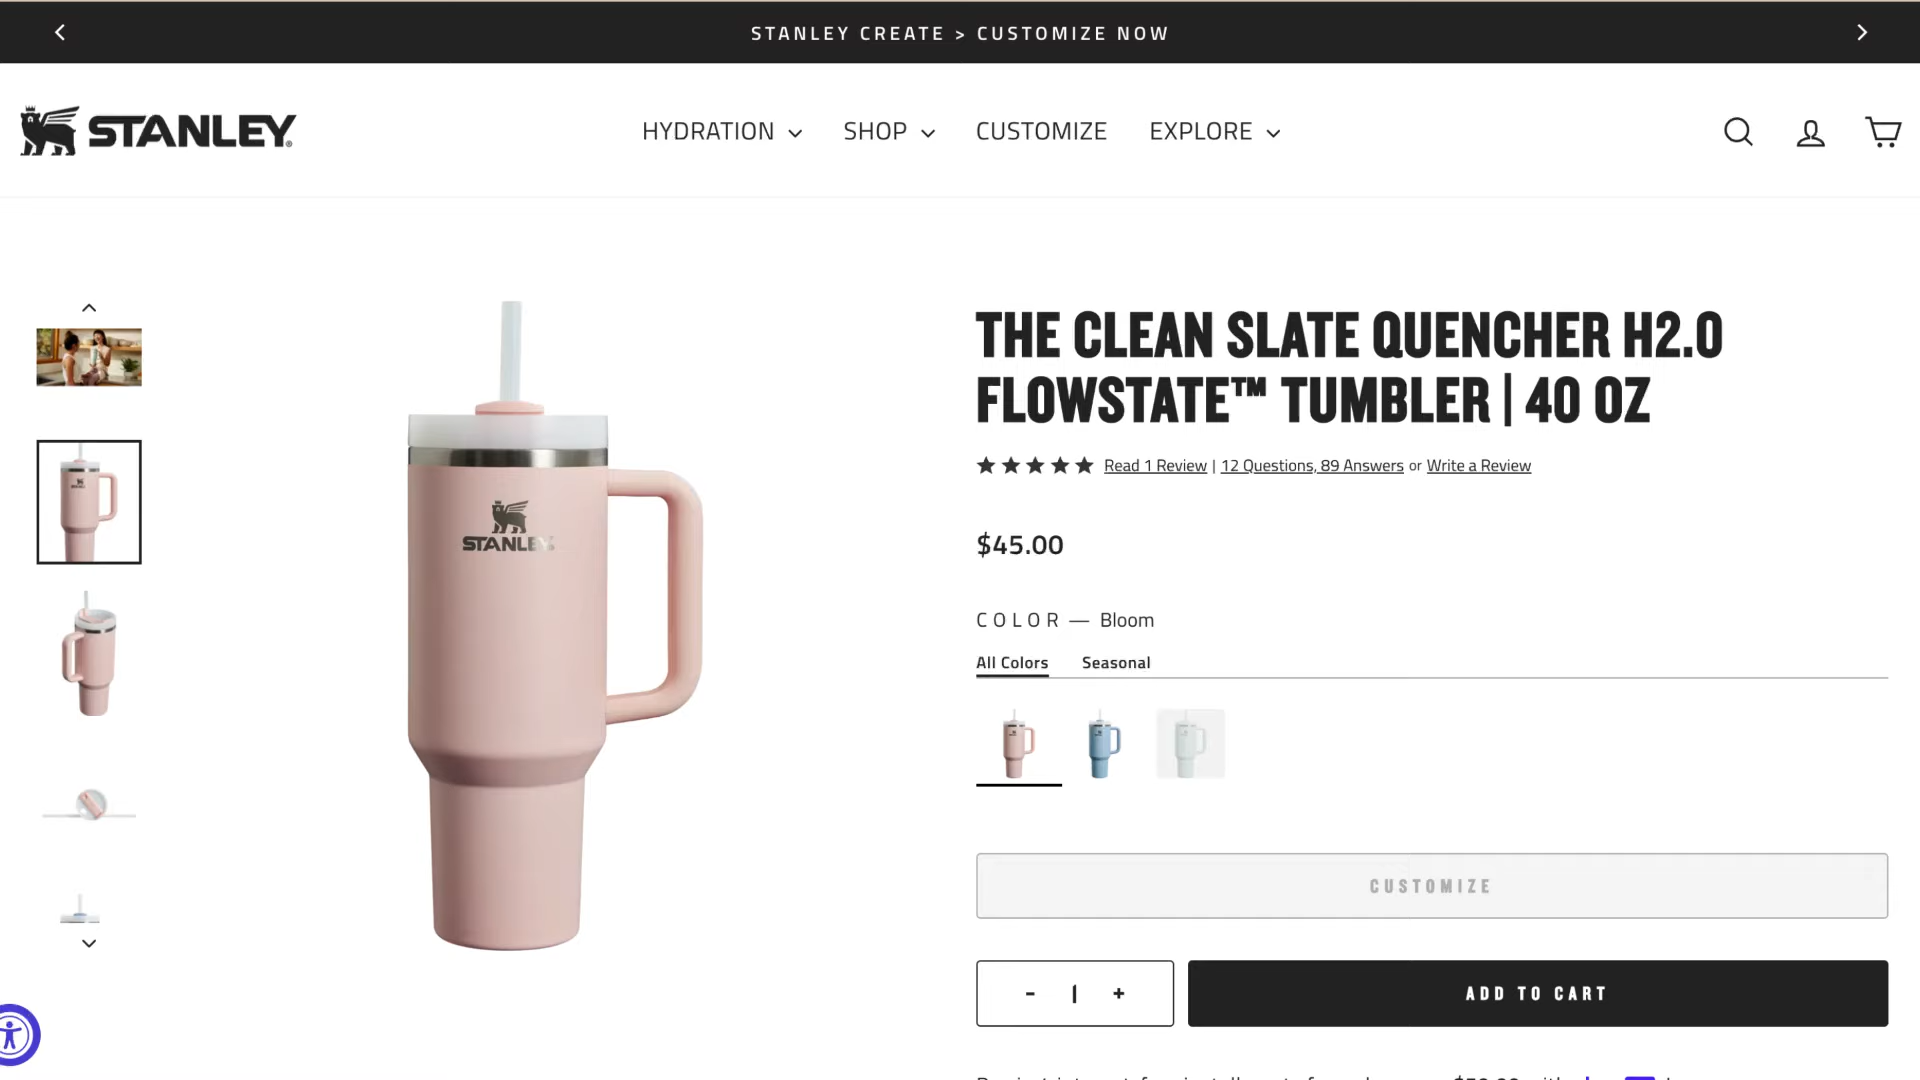 STANLEY CREATE > CUSTOMIZE NOW
STANLEY
HYDRATION
SHOP
CUSTOMIZE
EXPLORE
STANLEY
THE CLEAN SLATE QUENCHER H2.0
FLOWSTATE™ TUMBLER | 40 OZ
Read 1 Review | 12 Questions, 89 Answers or Write a Review
$45.00
COLOR — Bloom
All Colors Seasonal
CUSTOMIZE
- 1 +
ADD TO CART